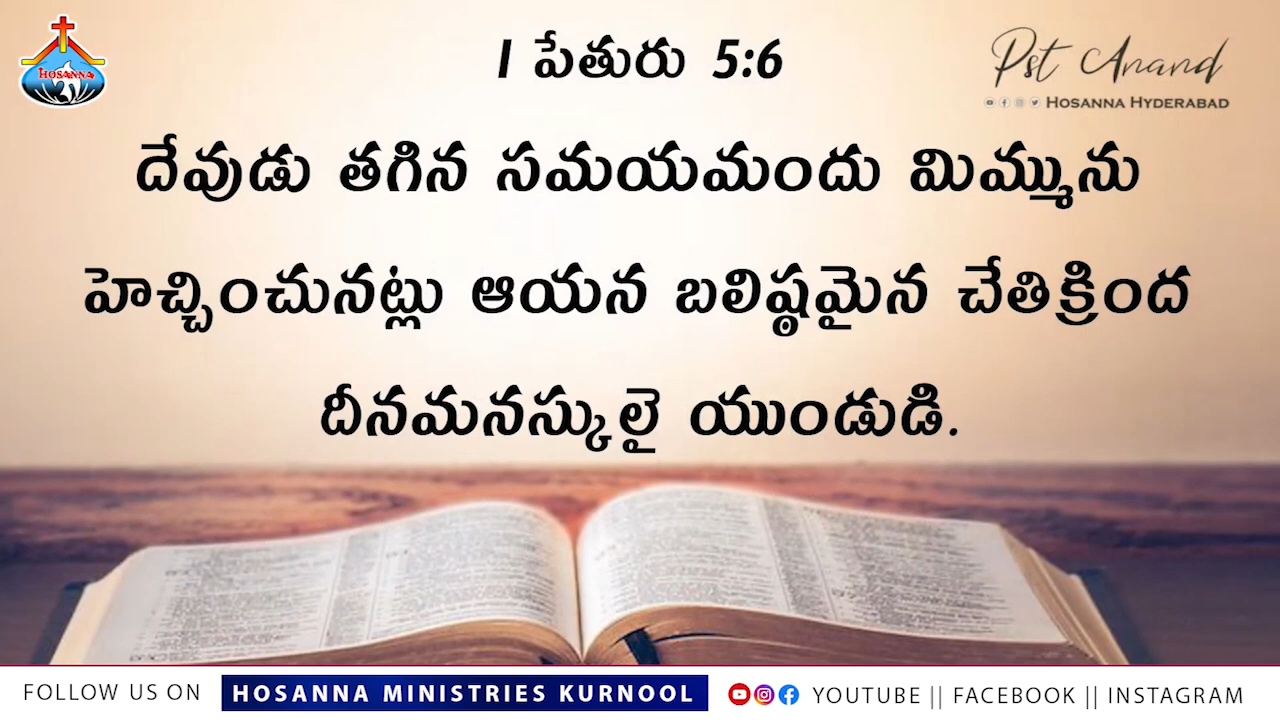 HOSANNA
I పేతురు 5:6
Pst Anand
HOSANNA HYDERABAD
దేవుడు తగిన సమయమందు మిమ్మును
హెచ్చించునట్లు ఆయన బలిష్ఠమైన చేతిక్రింద
దీనమనస్కులై యుండుడి.
FOLLOW US ON HOSANNA MINISTRIES KURNOOL YOUTUBE || FACEBOOK || INSTAGRAM